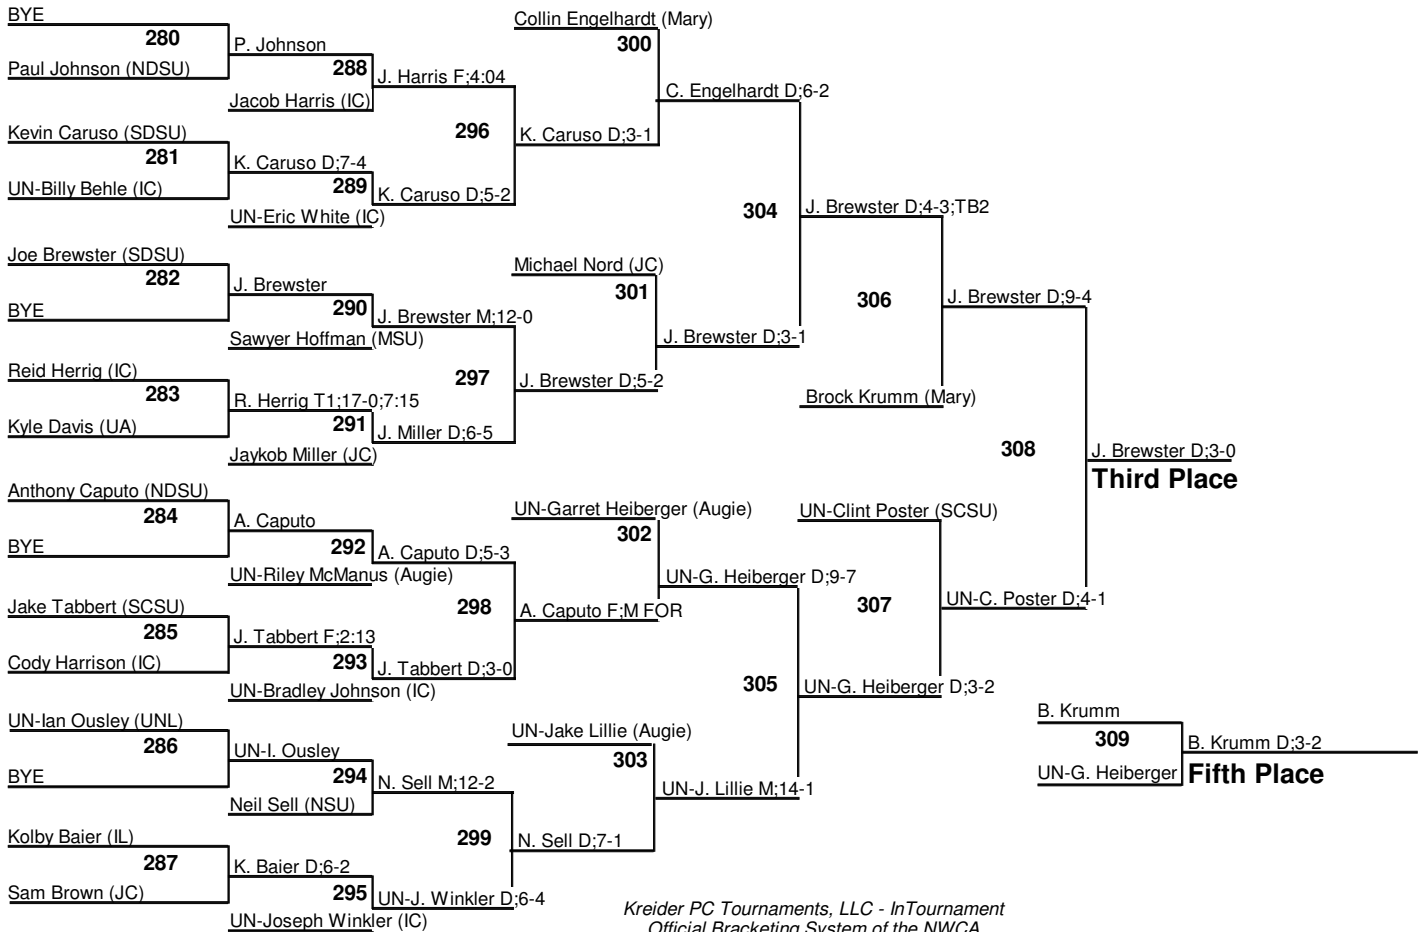 BYE
280
Paul Johnson (NDSU)
P. Johnson
288
Jacob Harris (IC)
J. Harris F;4:04
Kevin Caruso (SDSU)
281
UN-Billy Behle (IC)
K. Caruso D;7-4
289
UN-Eric White (IC)
K. Caruso D;5-2
296
K. Caruso D;3-1
Collin Engelhardt (Mary)
300
C. Engelhardt D;6-2
Joe Brewster (SDSU)
282
BYE
J. Brewster
290
Sawyer Hoffman (MSU)
J. Brewster M;12-0
Reid Herrig (IC)
283
Kyle Davis (UA)
R. Herrig T1;17-0;7:15
291
Jaykob Miller (JC)
J. Miller D;6-5
297
J. Brewster D;5-2
Michael Nord (JC)
301
J. Brewster D;3-1
304
J. Brewster D;4-3;TB2
306
Brock Krumm (Mary)
J. Brewster D;9-4
Anthony Caputo (NDSU)
284
BYE
A. Caputo
292
UN-Riley McManus (Augie)
A. Caputo D;5-3
Jake Tabbert (SCSU)
285
Cody Harrison (IC)
J. Tabbert F;2:13
293
UN-Bradley Johnson (IC)
J. Tabbert D;3-0
298
A. Caputo F;M FOR
UN-Garret Heiberger (Augie)
302
UN-G. Heiberger D;9-7
UN-Ian Ousley (UNL)
286
BYE
UN-I. Ousley
294
Neil Sell (NSU)
N. Sell M;12-2
Kolby Baier (IL)
287
Sam Brown (JC)
K. Baier D;6-2
295
UN-Joseph Winkler (IC)
UN-J. Winkler D;6-4
299
N. Sell D;7-1
UN-Jake Lillie (Augie)
303
UN-J. Lillie M;14-1
305
UN-G. Heiberger D;3-2
UN-Clint Poster (SCSU)
307
UN-C. Poster D;4-1
308
J. Brewster D;3-0
Third Place
B. Krumm
309
UN-G. Heiberger
B. Krumm D;3-2
Fifth Place
Kreider PC Tournaments, LLC - InTournament
Official Bracketing System of the NWCA